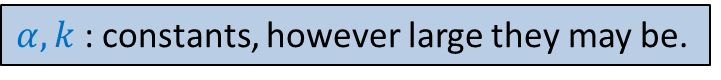 𝛼, 𝑘 : constants, however large they may be.